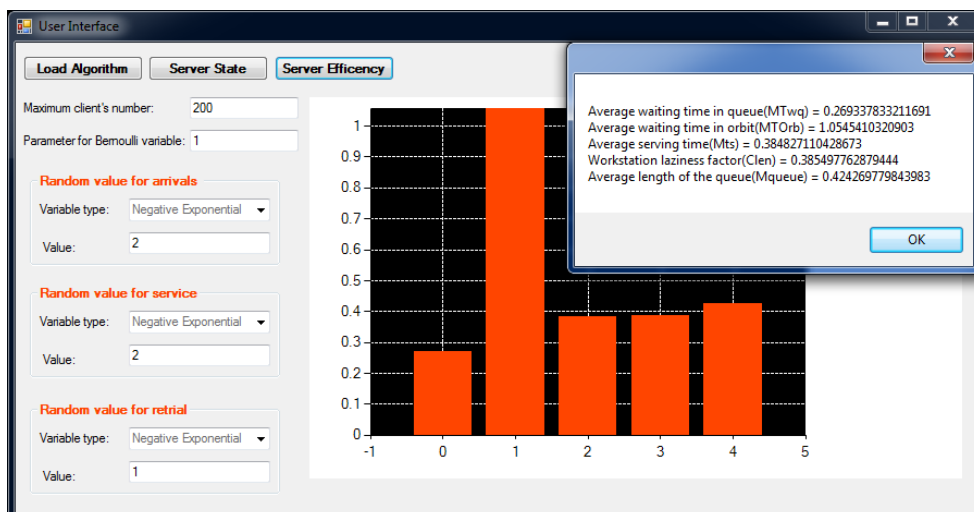 User Interface
Load Algorithm Server State Server Efficency
Maximum client's number: 200
Parameter for Bernoulli variable: 1
Random value for arrivals
Variable type: Negative Exponential
Value: 2
Random value for service
Variable type: Negative Exponential
Value: 2
Random value for retrial
Variable type: Negative Exponential
Value: 1
1
0.9
0.8
0.7
0.6
0.5
0.4
0.3
0.2
0.1
0
-1 0 1 2 3 4 5
Average waiting time in queue(MTwq) = 0.269337833211691
Average waiting time in orbit(MTOrb) = 1.0545410320903
Average serving time(Mts) = 0.384827110428673
Workstation laziness factor(Clen) = 0.385497762879444
Average length of the queue(Mqueue) = 0.424269779843983
OK